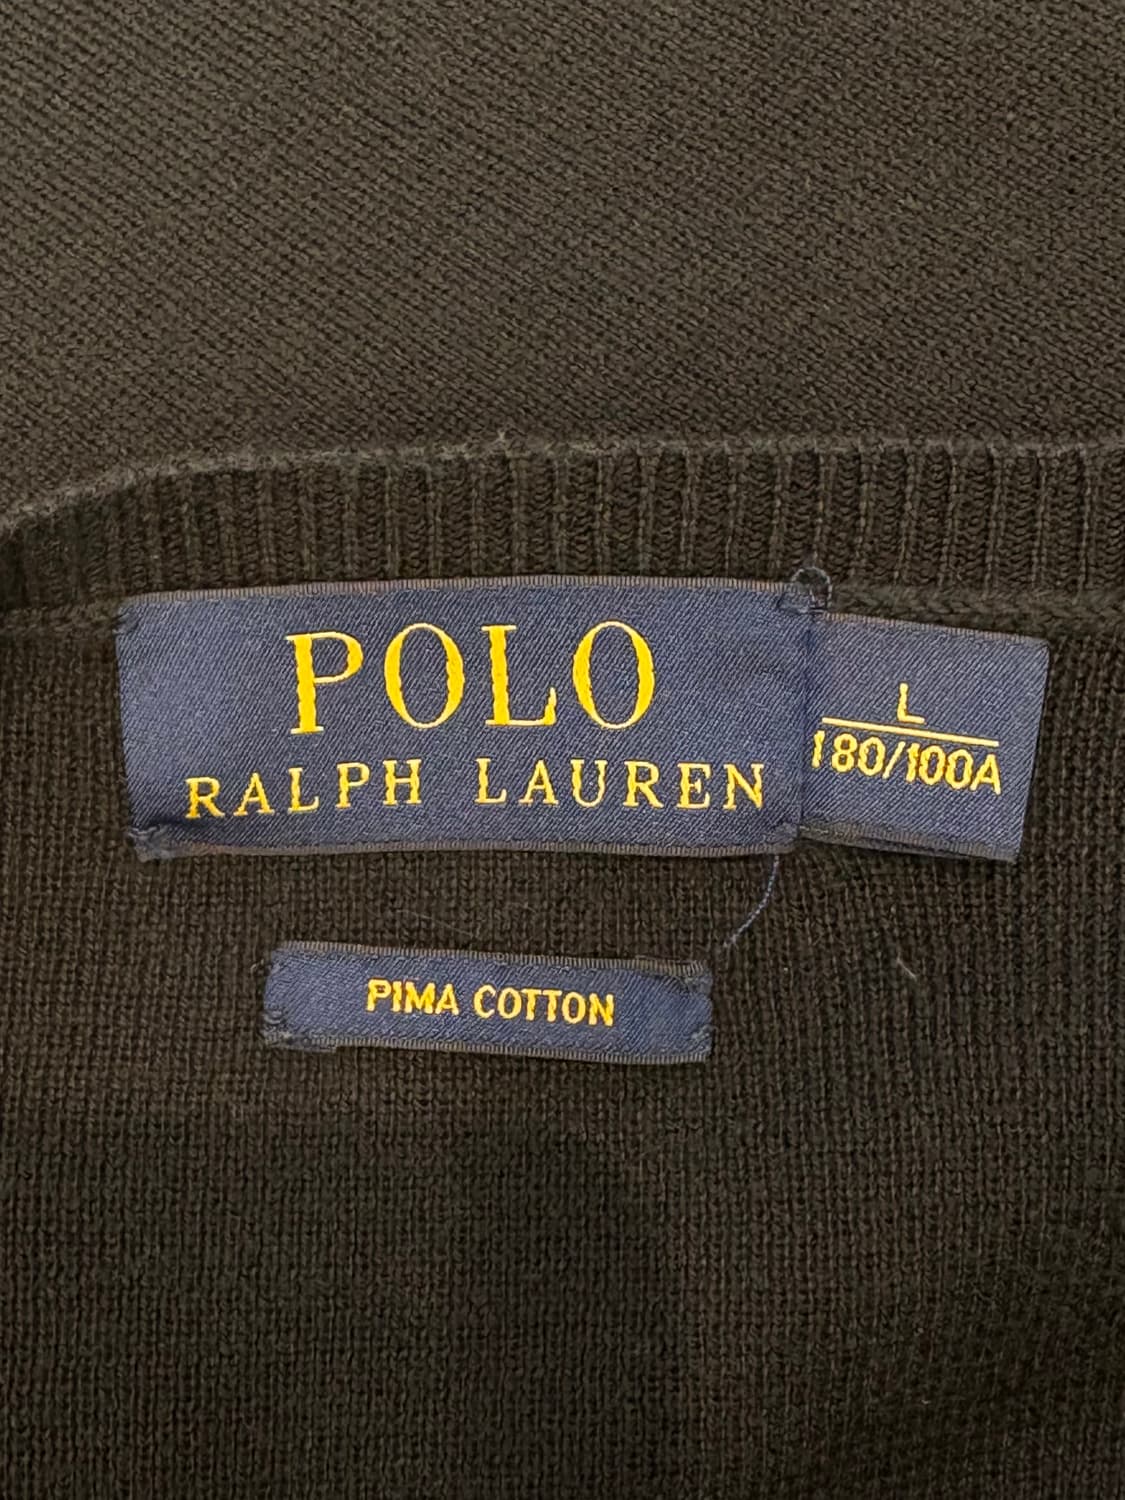 POLO
RALPH LAUREN
L
180/100A
PIMA COTTON